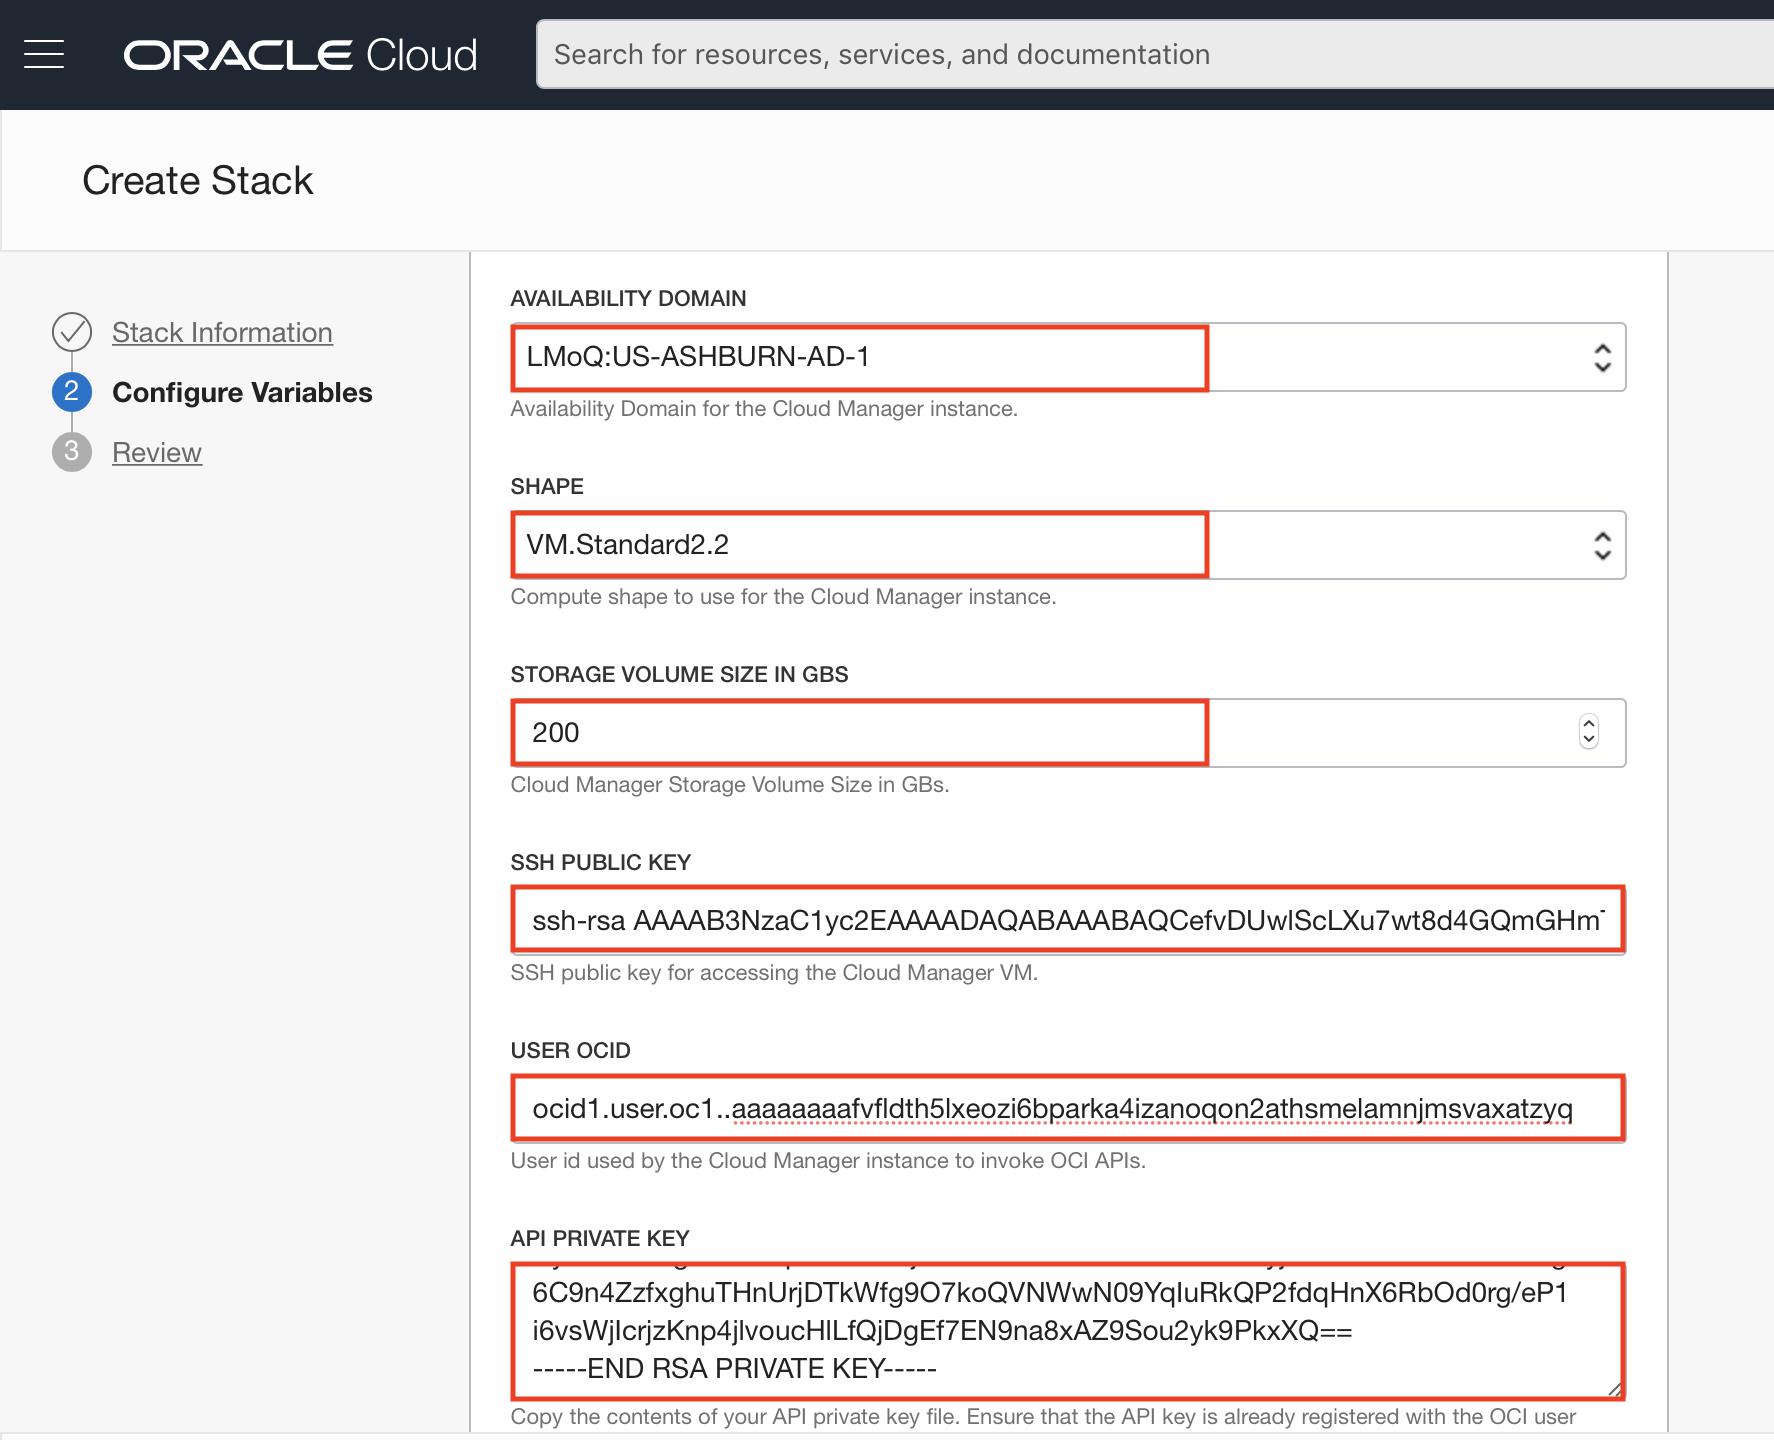 ORACLE Cloud
Search for resources, services, and documentation
Create Stack
Stack Information
2 Configure Variables
3 Review
AVAILABILITY DOMAIN
LMoQ:US-ASHBURN-AD-1
Availability Domain for the Cloud Manager instance.
SHAPE
VM.Standard2.2
Compute shape to use for the Cloud Manager instance.
STORAGE VOLUME SIZE IN GBS
200
Cloud Manager Storage Volume Size in GBs.
SSH PUBLIC KEY
ssh-rsa AAAAB3NzaC1yc2EAAAADAQABAAABAQCefvDUwlScLXu7wt8d4GQmGHm
SSH public key for accessing the Cloud Manager VM.
USER OCID
ocid1.user.oc1..aaaaaaaafvfldth5lxeozi6bparka4izanoqon2athsmelamnjmsvaxatzyq
User id used by the Cloud Manager instance to invoke OCI APIs.
API PRIVATE KEY
6C9n4ZzfxghuTHnUrjDTkWfg9O7koQVNWwN09YqIuRkQP2fdqHnX6RbOd0rg/eP1
i6vsWjIcrjzKnp4jlvoucHlLfQjDgEf7EN9na8xAZ9Sou2yk9PkxXQ==
-----END RSA PRIVATE KEY-----
Copy the contents of your API private key file. Ensure that the API key is already registered with the OCI user